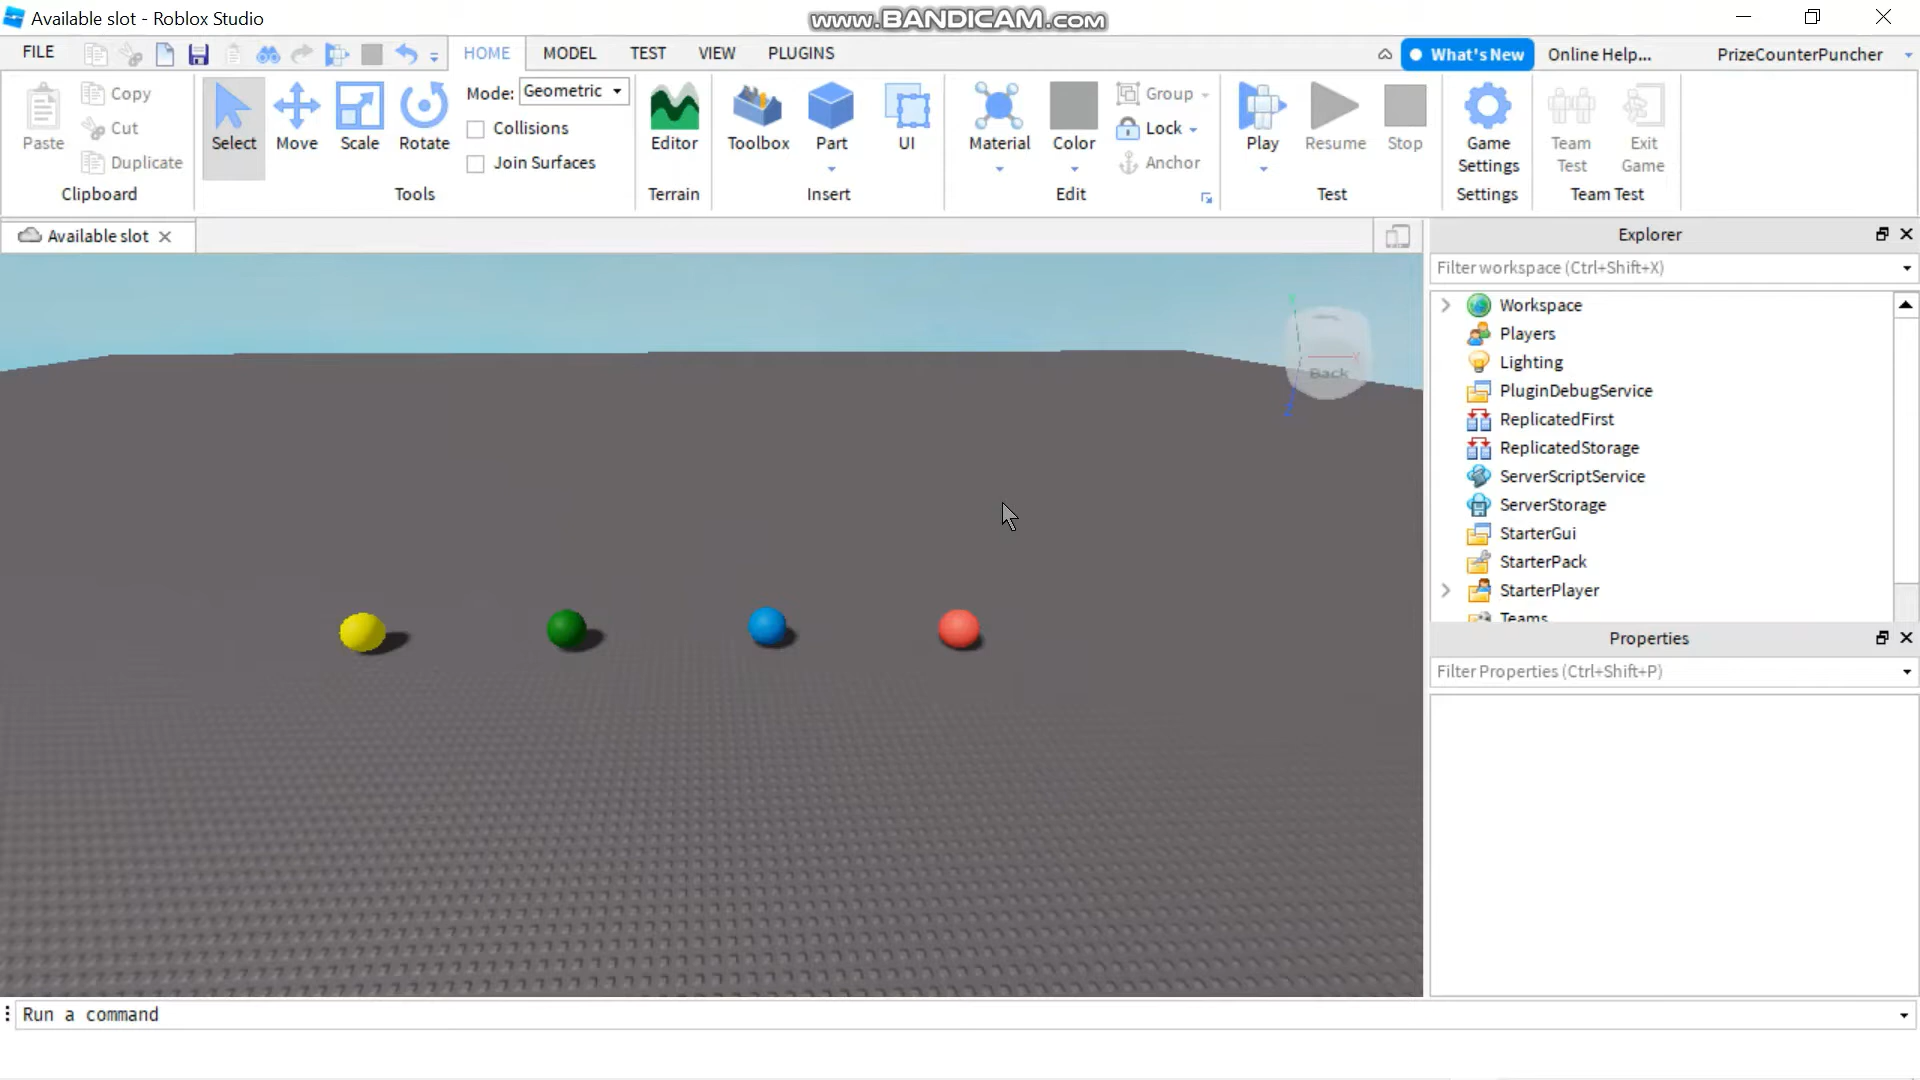 Available slot - Roblox Studio
www.BANDICAM.com
FILE
HOME
MODEL
TEST
VIEW
PLUGINS
What's New
Online Help...
PrizeCounterPuncher
Paste
Copy
Cut
Duplicate
Clipboard
Select
Move
Scale
Rotate
Mode: Geometric
Collisions
Join Surfaces
Tools
Editor
Terrain
Toolbox
Part
UI
Insert
Material
Color
Group
Lock
Anchor
Edit
Play
Resume
Stop
Test
Game Settings
Settings
Team Test
Exit Game
Team Test
Available slot
Back
Explorer
Filter workspace (Ctrl+Shift+X)
Workspace
Players
Lighting
PluginDebugService
ReplicatedFirst
ReplicatedStorage
ServerScriptService
ServerStorage
StarterGui
StarterPack
StarterPlayer
Teams
Properties
Filter Properties (Ctrl+Shift+P)
Run a command